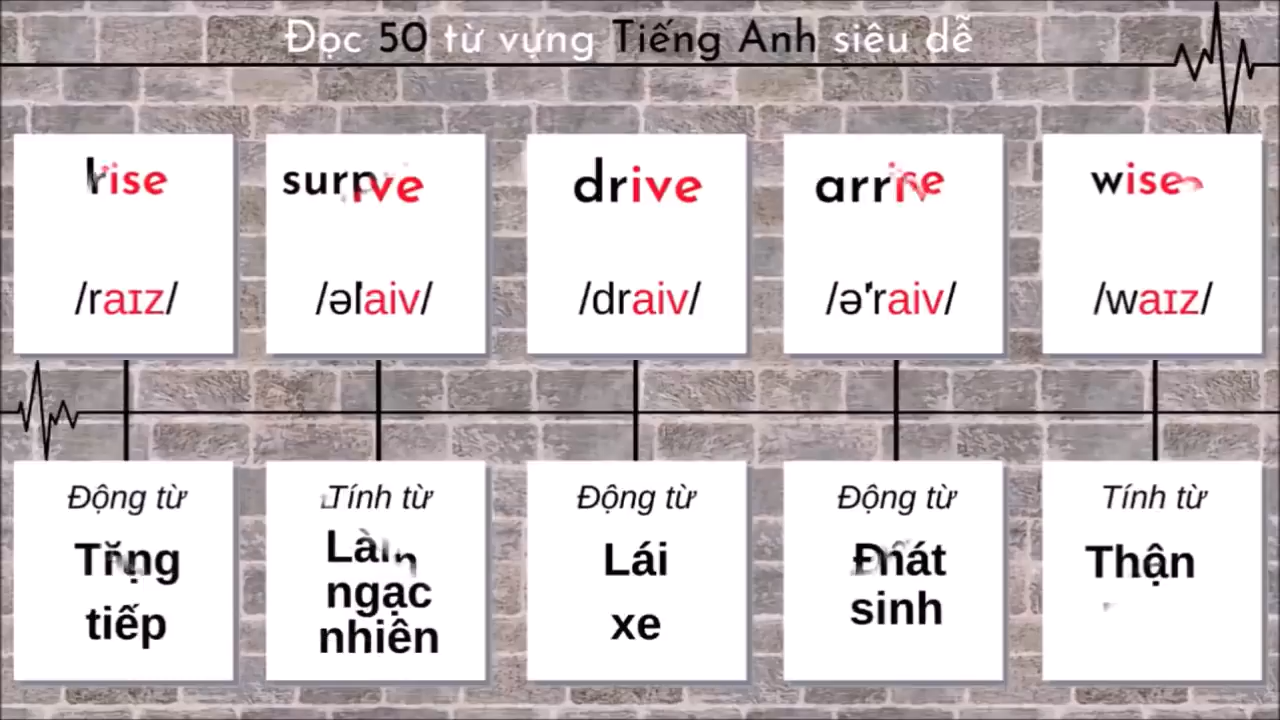 Đọc 50 từ vựng Tiếng Anh siêu dễ
drive
wise
/raɪz/
/əˈlaiv/
/draiv/
/ə'raiv/
/waɪz/
Động từ
Tính từ
Động từ
Động từ
Tính từ
tiếp
ngạc
nhiên
Lái
xe
sinh
Thận